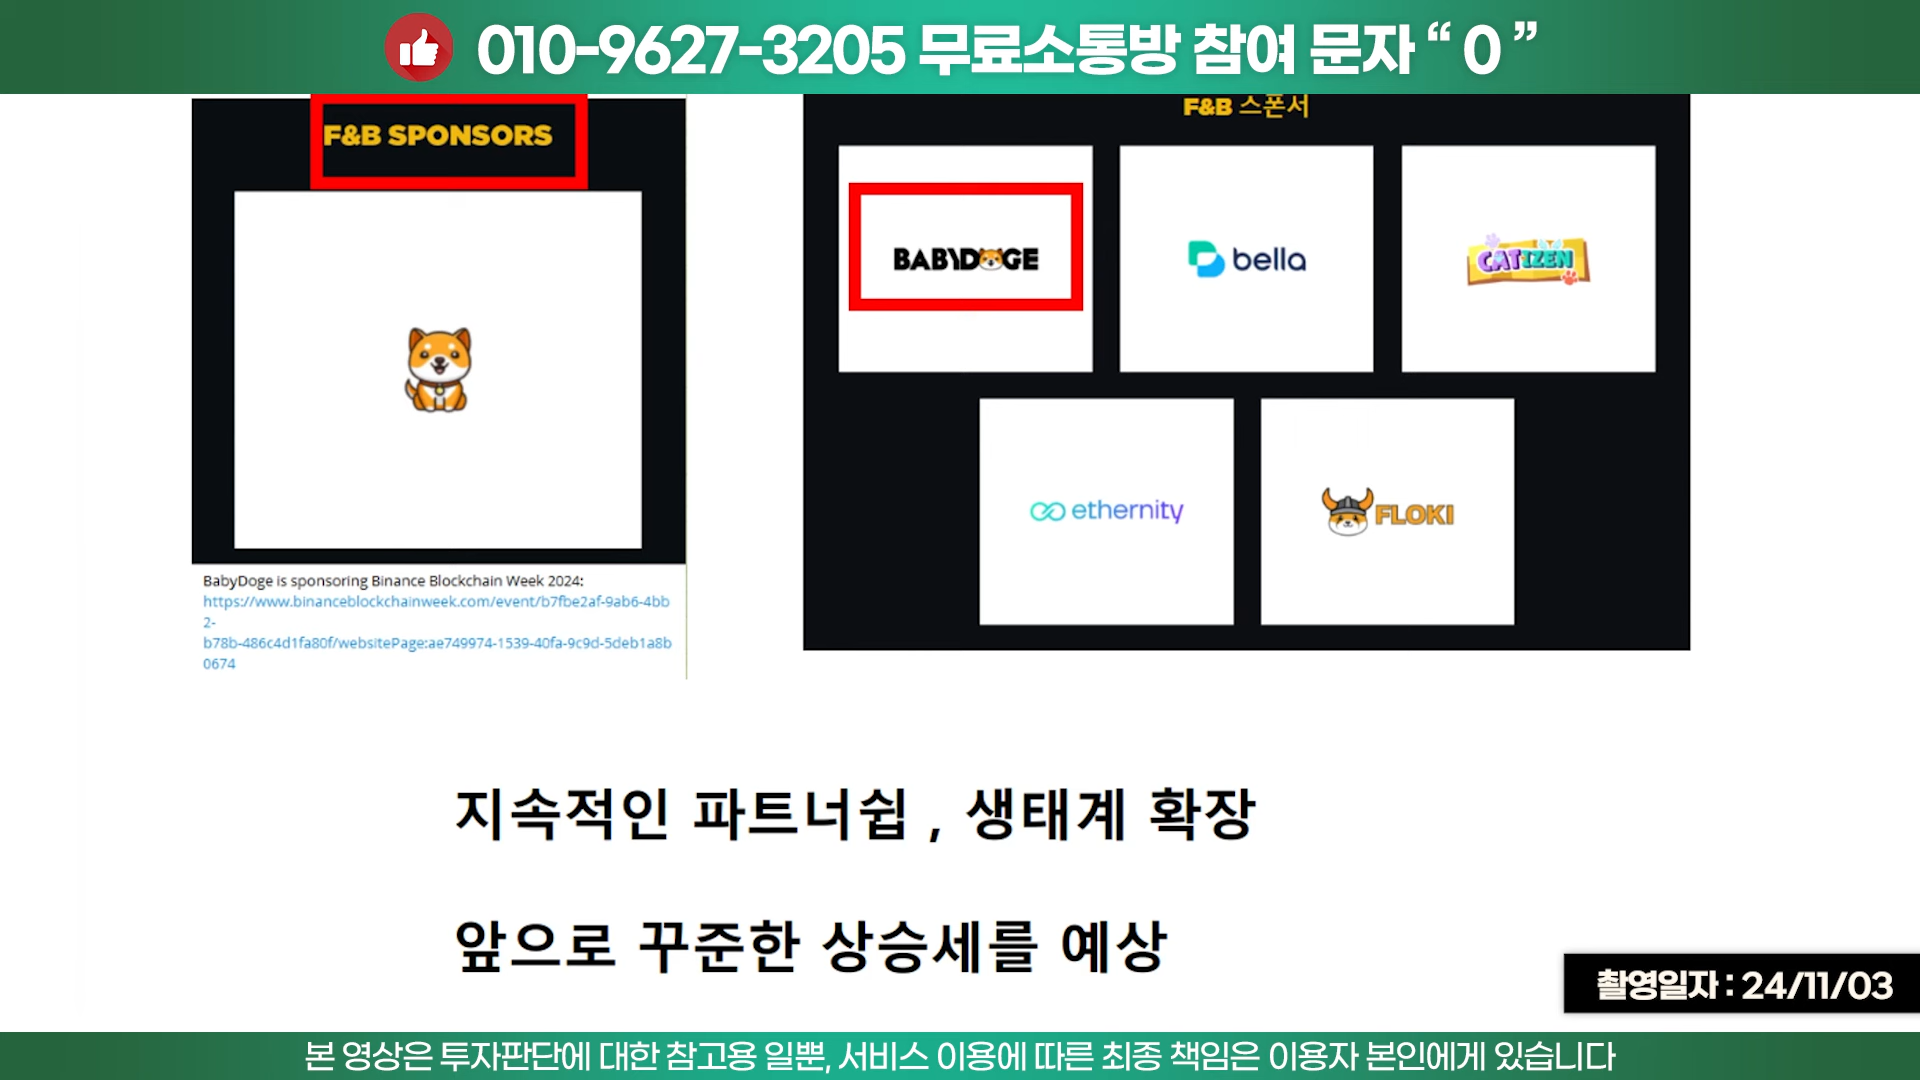 010-9627-3205 무료소통방 참여 문자 “ 0 ”
F&B SPONSORS
BabyDoge is sponsoring Binance Blockchain Week 2024:
https://www.binanceblockchainweek.com/event/b7fbe2af-9ab6-4bb
2-
b78b-486c4d1fa80f/websitePage:ae749974-1539-40fa-9c9d-5deb1a8b
0674
F&B 스폰서
BABYDOGE
bella
CATIZEN
ethernity
FLOKI
지속적인 파트너쉽 , 생태계 확장
앞으로 꾸준한 상승세를 예상
촬영일자 : 24/11/03
본 영상은 투자판단에 대한 참고용 일뿐, 서비스 이용에 따른 최종 책임은 이용자 본인에게 있습니다